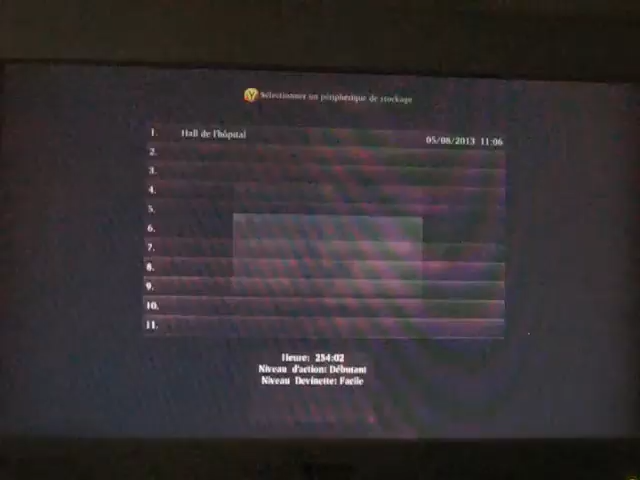 Y Sélectionner un périphérique de stockage
1. Hall de l'hôpital 05/08/2013 11:06
2.
3.
4.
5.
6.
7.
8.
9.
10.
11.
Heure: 254:02
Niveau d'action: Débutant
Niveau Devinette: Facile